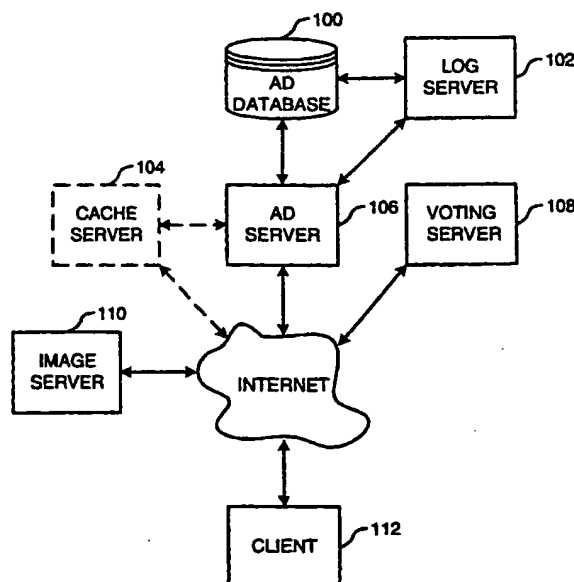 100
AD
DATABASE
LOG
SERVER
102
104
CACHE
SERVER
AD
SERVER
106
VOTING
SERVER
108
110
IMAGE
SERVER
INTERNET
CLIENT
112